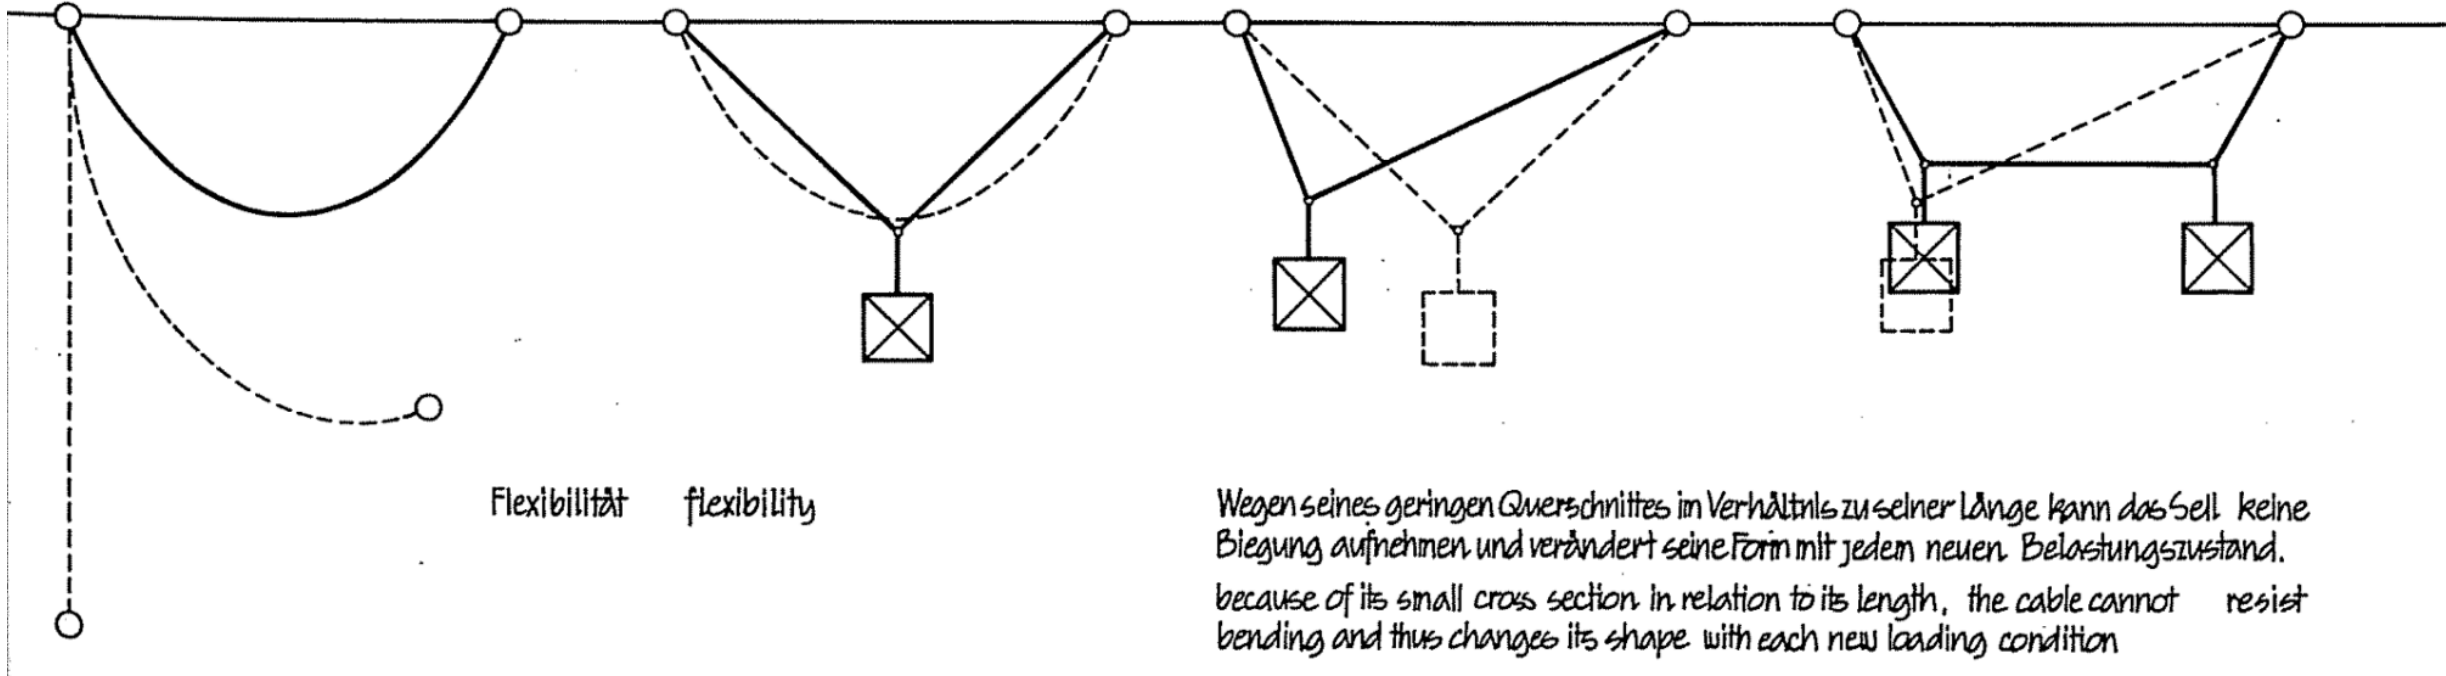 Flexibilität flexibility
Wegen seines geringen Querschnittes im Verhältnis zu seiner Länge kann das Seil keine
Biegung aufnehmen und verändert seine Form mit jedem neuen Belastungszustand.
because of its small cross section in relation to its length, the cable cannot resist
bending and thus changes its shape with each new loading condition